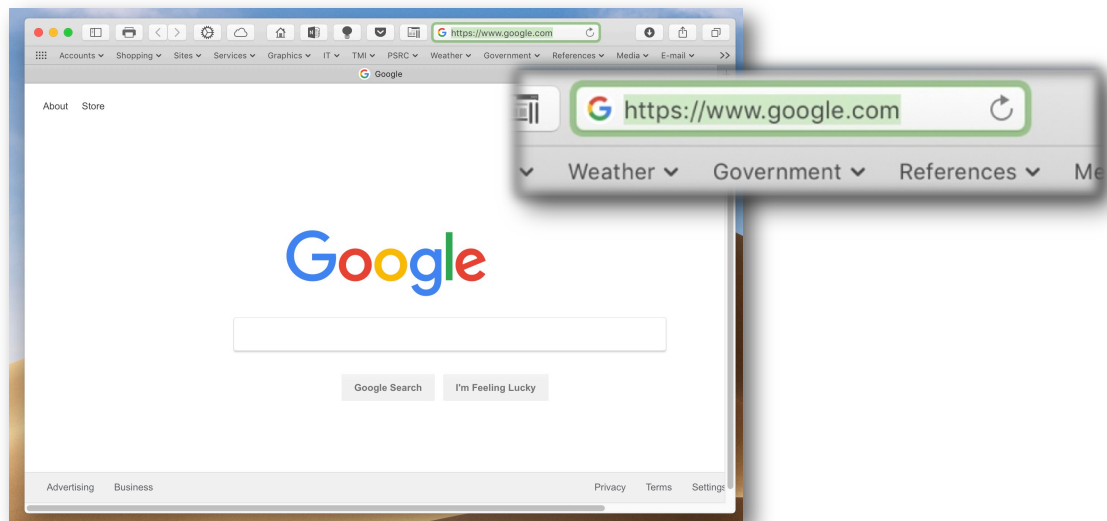 https://www.google.com
Accounts Shopping Sites Services Graphics IT TMI PSRC Weather Government References Media E-mail >>
Google
About Store
https://www.google.com
Weather Government References Me
Google
Google Search I'm Feeling Lucky
Advertising Business Privacy Terms Settings